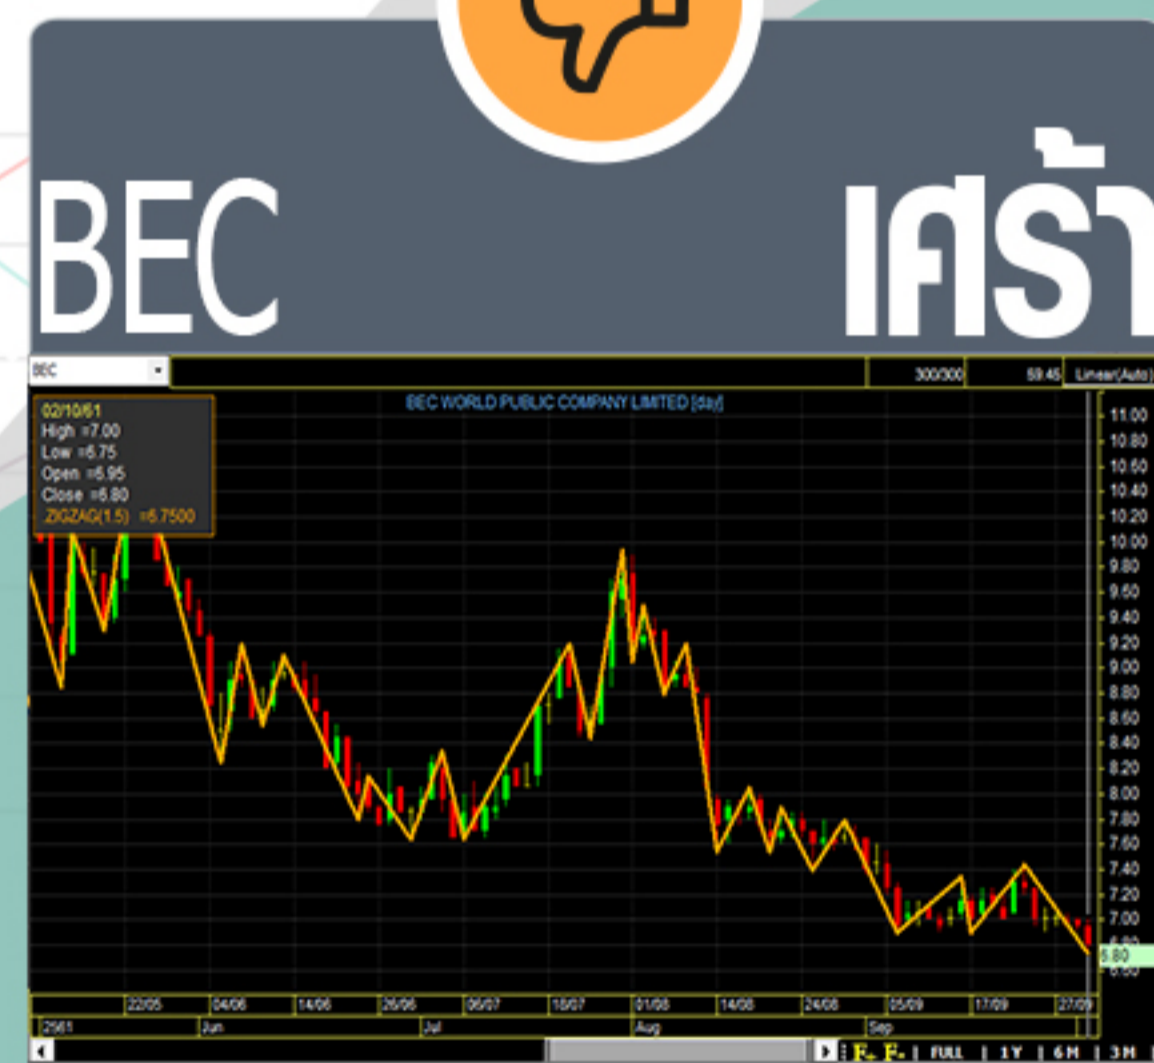 BEC เศร้า
BEC
300/300 59.45 Linear(Auto)
BEC WORLD PUBLIC COMPANY LIMITED [day]
02/10/61
High =7.00
Low =6.75
Open =6.95
Close =6.80
.ZIGZAG(1.5) =6.7500
11.00
10.80
10.60
10.40
10.20
10.00
9.80
9.60
9.40
9.20
9.00
8.80
8.60
8.40
8.20
8.00
7.80
7.60
7.40
7.20
7.00
6.80
22/05 04/06 14/06 26/06 06/07 18/07 01/08 14/08 24/08 05/09 17/09 27/09
2561 Jun Jul Aug Sep
F+ F- | FULL | 1Y | 6M | 3M